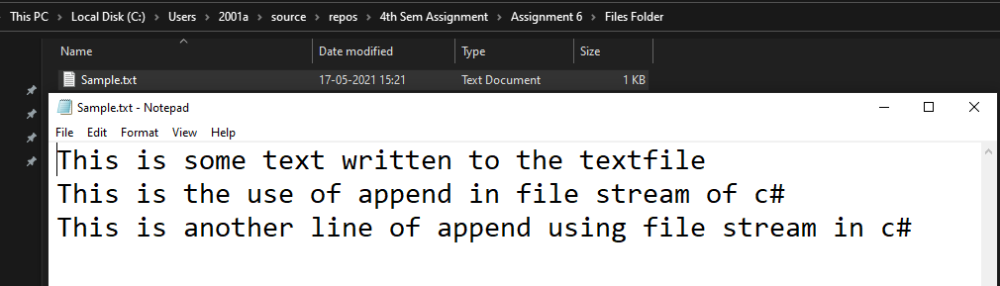 This PC > Local Disk (C:) > Users > 2001a > source > repos > 4th Sem Assignment > Assignment 6 > Files Folder
Name Date modified Type Size
Sample.txt 17-05-2021 15:21 Text Document 1 KB
Sample.txt - Notepad
File Edit Format View Help
This is some text written to the textfile
This is the use of append in file stream of c#
This is another line of append using file stream in c#